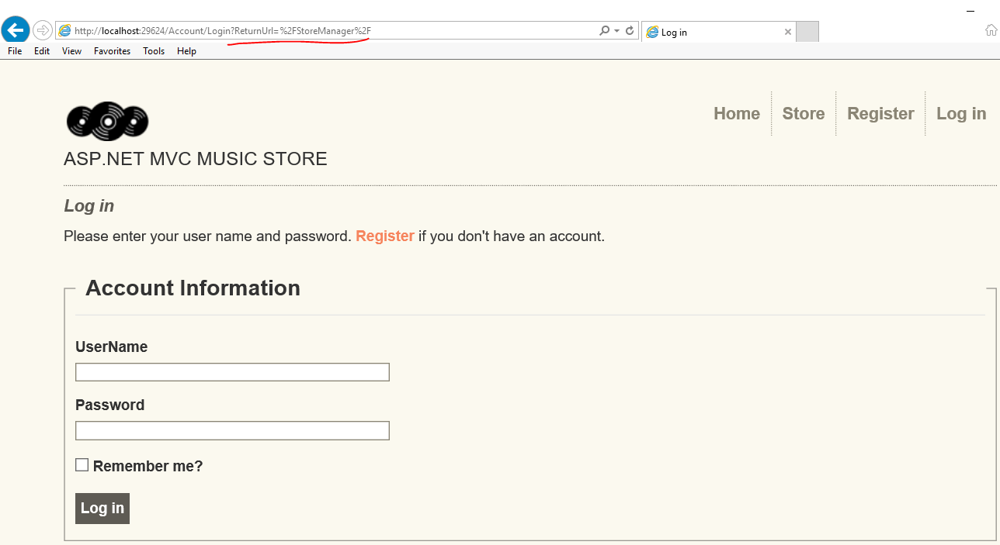 http://localhost:29624/Account/Login?ReturnUrl=%2FStoreManager%2F
Log in
File Edit View Favorites Tools Help
Home Store Register Log in
ASP.NET MVC MUSIC STORE
Log in
Please enter your user name and password. Register if you don't have an account.
Account Information
UserName
Password
Remember me?
Log in